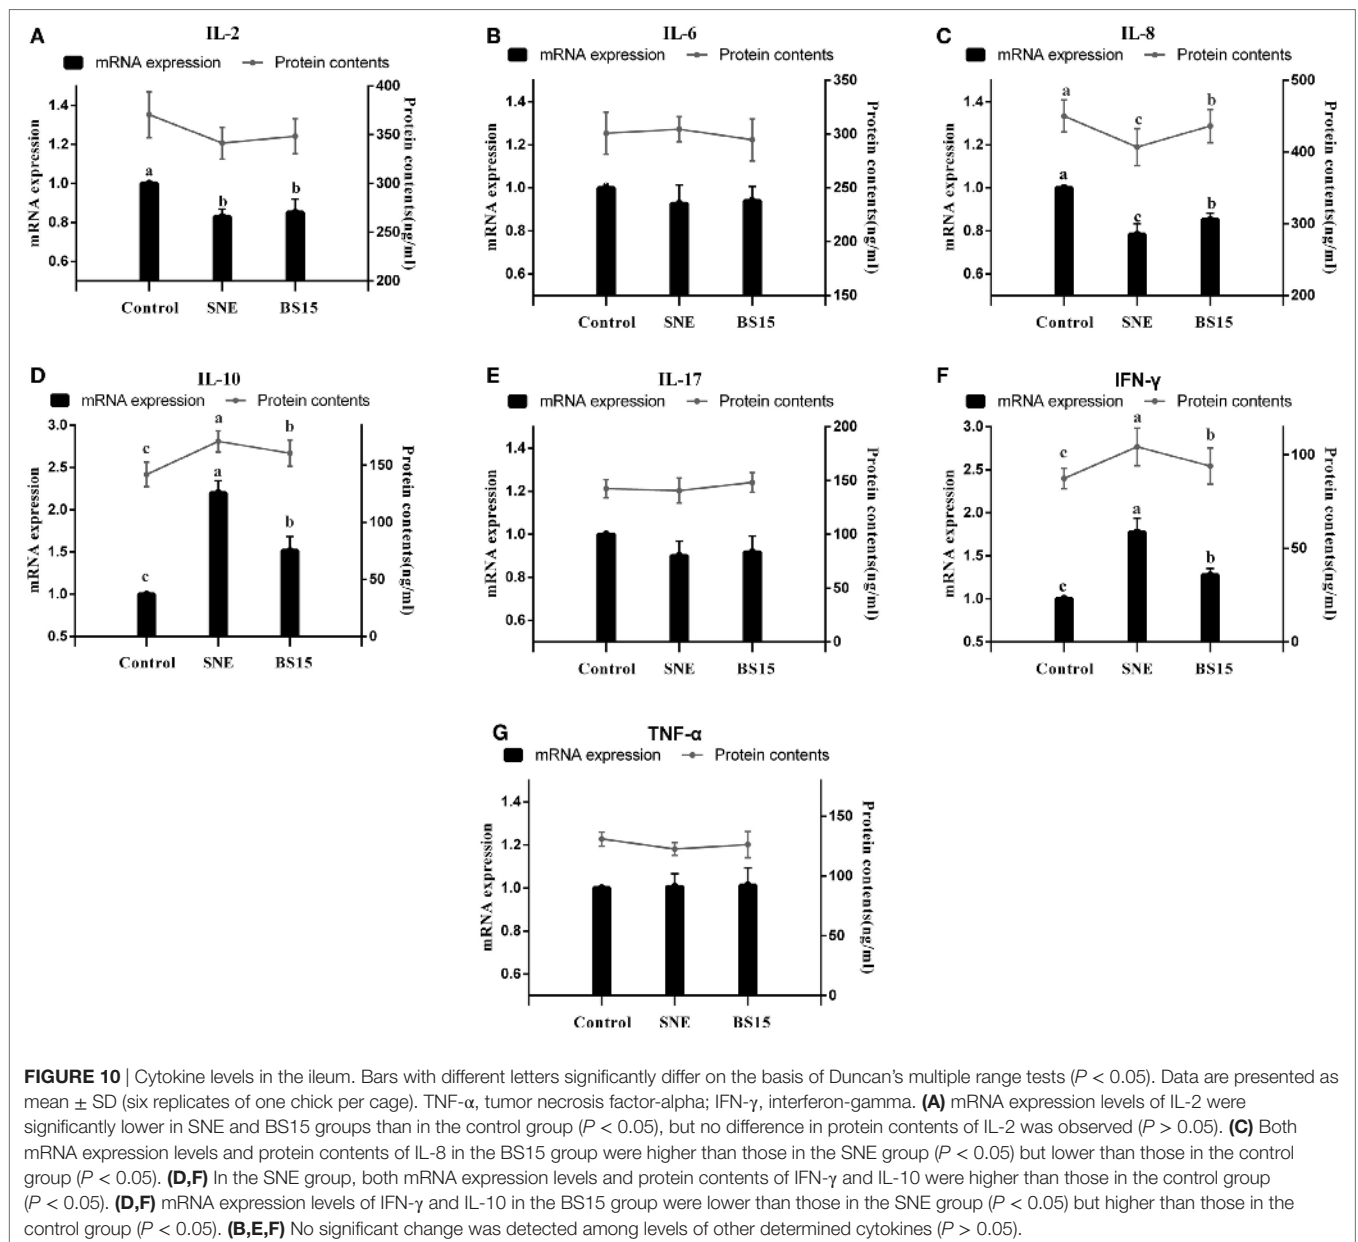 A
IL-2
mRNA expression
Protein contents
1.4
1.2
1.0
0.8
0.6
mRNA expression
400
350
300
250
200
Protein contents(ng/ml)
a
b
b
Control SNE BS15
B
IL-6
mRNA expression
Protein contents
1.4
1.2
1.0
0.8
0.6
mRNA expression
350
300
250
200
150
Protein contents(ng/ml)
Control SNE BS15
C
IL-8
mRNA expression
Protein contents
1.4
1.2
1.0
0.8
0.6
mRNA expression
500
400
300
200
Protein contents(ng/ml)
a
c
b
a
c
b
Control SNE BS15
D
IL-10
mRNA expression
Protein contents
3.0
2.5
2.0
1.5
1.0
0.5
mRNA expression
150
100
50
0
Protein contents(ng/ml)
c
a
b
c
a
b
Control SNE BS15
E
IL-17
mRNA expression
Protein contents
1.4
1.2
1.0
0.8
0.6
mRNA expression
200
150
100
50
0
Protein contents(ng/ml)
Control SNE BS15
F
IFN-γ
mRNA expression
Protein contents
3.0
2.5
2.0
1.5
1.0
0.5
mRNA expression
100
50
0
Protein contents(ng/ml)
c
a
b
c
a
b
Control SNE BS15
G
TNF-α
mRNA expression
Protein contents
1.4
1.2
1.0
0.8
0.6
mRNA expression
150
100
50
0
Protein contents(ng/ml)
Control SNE BS15
FIGURE 10 | Cytokine levels in the ileum. Bars with different letters significantly differ on the basis of Duncan's multiple range tests (P < 0.05). Data are presented as
mean ± SD (six replicates of one chick per cage). TNF-α, tumor necrosis factor-alpha; IFN-γ, interferon-gamma. (A) mRNA expression levels of IL-2 were
significantly lower in SNE and BS15 groups than in the control group (P < 0.05), but no difference in protein contents of IL-2 was observed (P > 0.05). (C) Both
mRNA expression levels and protein contents of IL-8 in the BS15 group were higher than those in the SNE group (P < 0.05) but lower than those in the control
group (P < 0.05). (D,F) In the SNE group, both mRNA expression levels and protein contents of IFN-γ and IL-10 were higher than those in the control group
(P < 0.05). (D,F) mRNA expression levels of IFN-γ and IL-10 in the BS15 group were lower than those in the SNE group (P < 0.05) but higher than those in the
control group (P < 0.05). (B,E,F) No significant change was detected among levels of other determined cytokines (P > 0.05).